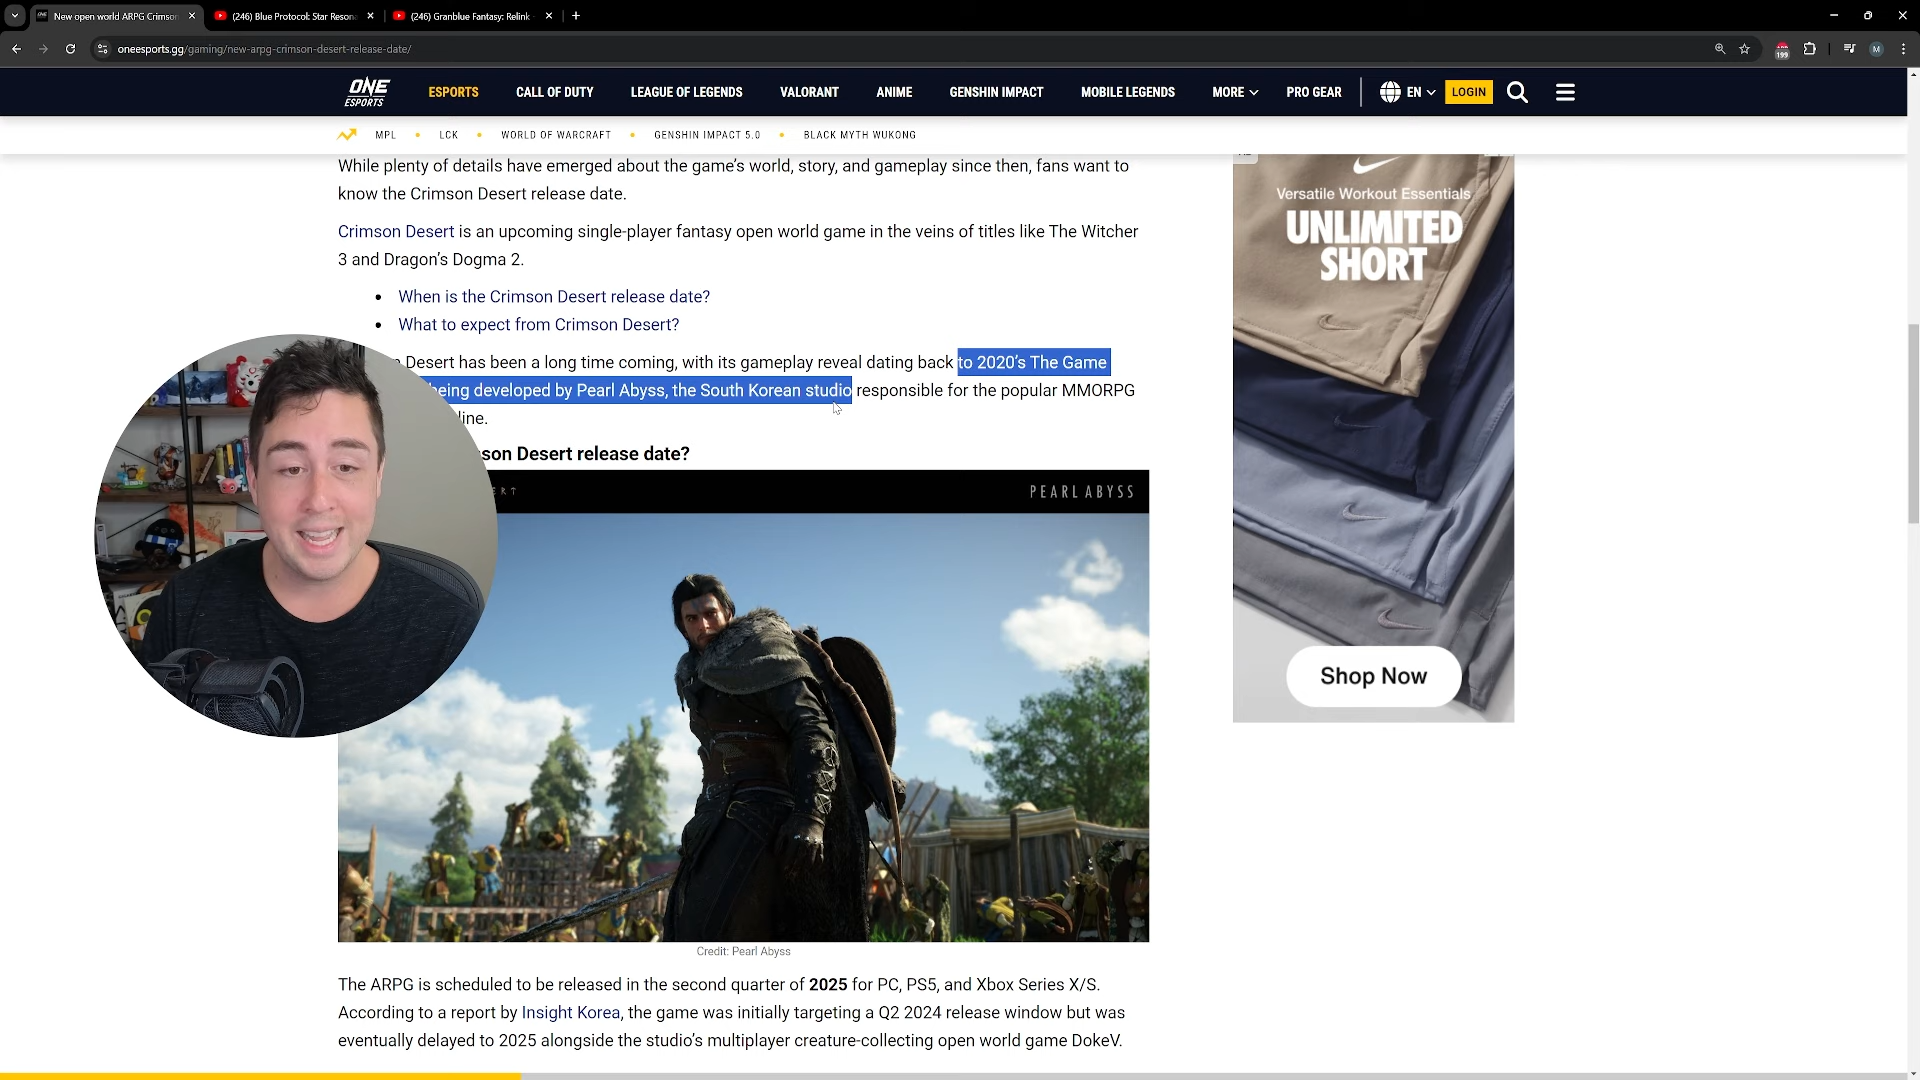 New open world ARPG Crimson
(246) Blue Protocol: Star Reson
(246) Granblue Fantasy: Relink
oneesports.gg/gaming/new-arpg-crimson-desert-release-date/
199
M
ONE ESPORTS
ESPORTS
CALL OF DUTY
LEAGUE OF LEGENDS
VALORANT
ANIME
GENSHIN IMPACT
MOBILE LEGENDS
MORE
PRO GEAR
EN
LOGIN
MPL
LCK
WORLD OF WARCRAFT
GENSHIN IMPACT 5.0
BLACK MYTH WUKONG
While plenty of details have emerged about the game's world, story, and gameplay since then, fans want to
know the Crimson Desert release date.
Crimson Desert is an upcoming single-player fantasy open world game in the veins of titles like The Witcher
3 and Dragon's Dogma 2.
When is the Crimson Desert release date?
What to expect from Crimson Desert?
Desert has been a long time coming, with its gameplay reveal dating back to 2020's The Game
being developed by Pearl Abyss, the South Korean studio responsible for the popular MMORPG
line.
son Desert release date?
PEARL ABYSS
Credit: Pearl Abyss
The ARPG is scheduled to be released in the second quarter of 2025 for PC, PS5, and Xbox Series X/S.
According to a report by Insight Korea, the game was initially targeting a Q2 2024 release window but was
eventually delayed to 2025 alongside the studio's multiplayer creature-collecting open world game DokeV.
Versatile Workout Essentials
UNLIMITED
SHORT
Shop Now